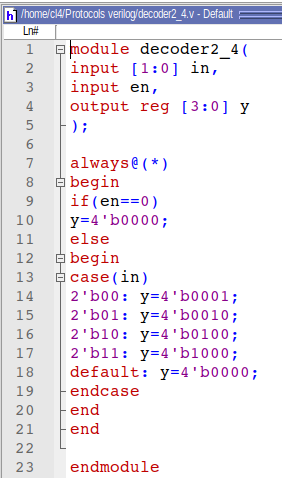 /home/cl4/Protocols verilog/decoder2_4.v - Default
Ln#
1 module decoder2_4(
2 input [1:0] in,
3 input en,
4 output reg [3:0] y
5 );
6
7 always@(*)
8 begin
9 if(en==0)
10 y=4'b0000;
11 else
12 begin
13 case(in)
14 2'b00: y=4'b0001;
15 2'b01: y=4'b0010;
16 2'b10: y=4'b0100;
17 2'b11: y=4'b1000;
18 default: y=4'b0000;
19 endcase
20 end
21 end
22
23 endmodule